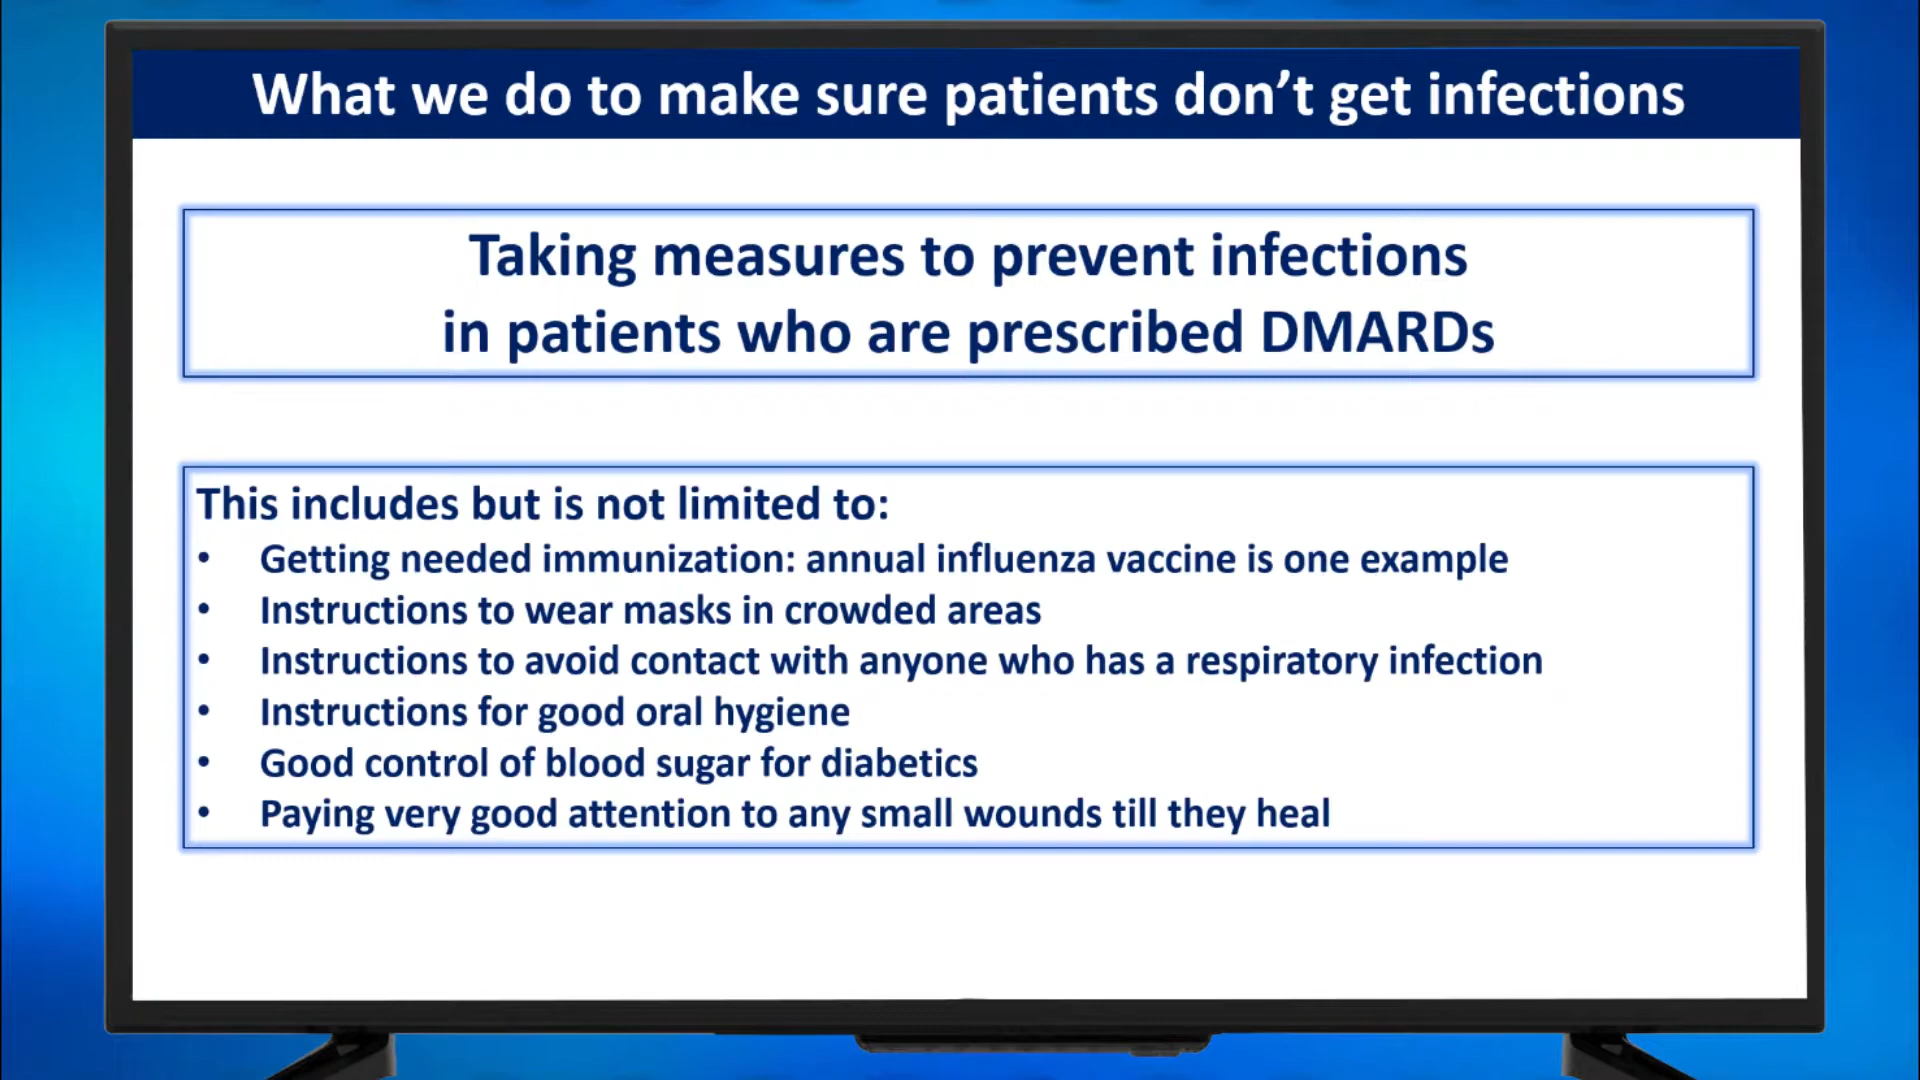 What we do to make sure patients don’t get infections
Taking measures to prevent infections
in patients who are prescribed DMARDs
This includes but is not limited to:
• Getting needed immunization: annual influenza vaccine is one example
• Instructions to wear masks in crowded areas
• Instructions to avoid contact with anyone who has a respiratory infection
• Instructions for good oral hygiene
• Good control of blood sugar for diabetics
• Paying very good attention to any small wounds till they heal